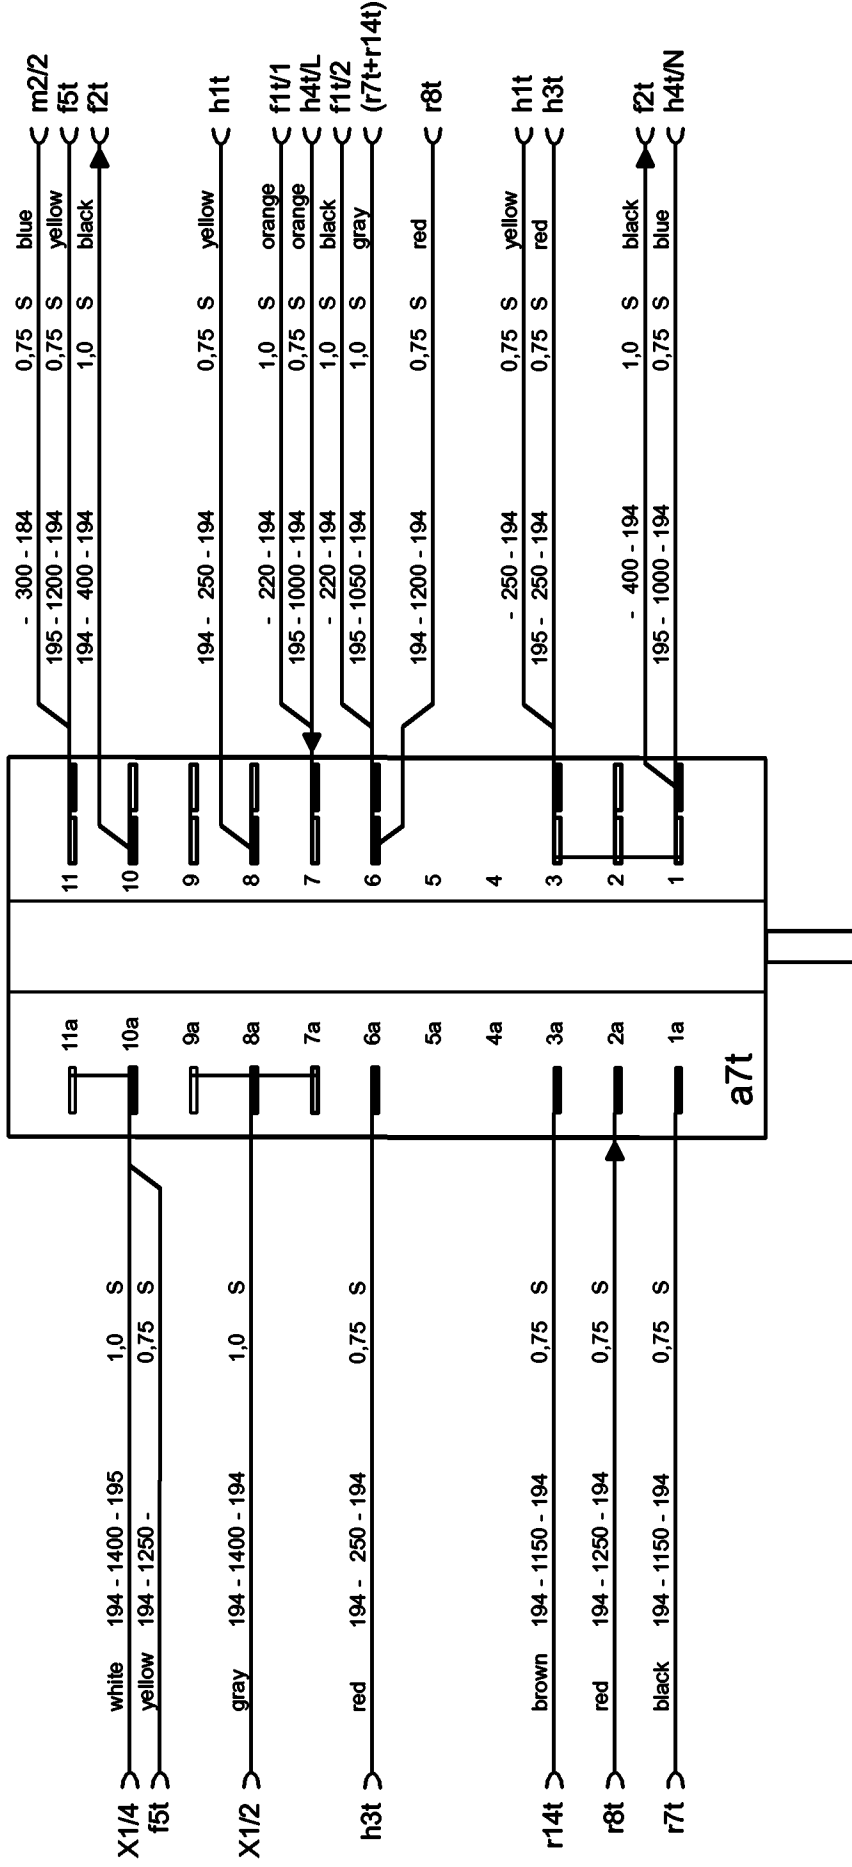 blue 0,75 S - 300 - 184 m2/2
yellow 0,75 S 195 - 1200 - 194 f5t
black 1,0 S 194 - 400 - 194 f2t
yellow 0,75 S 194 - 250 - 194 h1t
orange 1,0 S - 220 - 194 f1t/1
orange 0,75 S 195 - 1000 - 194 h4t/L
black 1,0 S - 220 - 194 f1t/2
gray 1,0 S 195 - 1050 - 194 (r7t+r14t)
red 0,75 S 194 - 1200 - 194 r8t
yellow 0,75 S - 250 - 194 h1t
red 0,75 S 195 - 250 - 194 h3t
black 1,0 S - 400 - 194 f2t
blue 0,75 S 195 - 1000 - 194 h4t/N
11
10
9
8
7
6
5
4
3
2
1
11a
10a
9a
8a
7a
6a
5a
4a
3a
2a
1a
a7t
X1/4 white 194 - 1400 - 195 1,0 S
f5t yellow 194 - 1250 - 0,75 S
X1/2 gray 194 - 1400 - 194 1,0 S
h3t red 194 - 250 - 194 0,75 S
r14t brown 194 - 1150 - 194 0,75 S
r8t red 194 - 1250 - 194 0,75 S
r7t black 194 - 1150 - 194 0,75 S